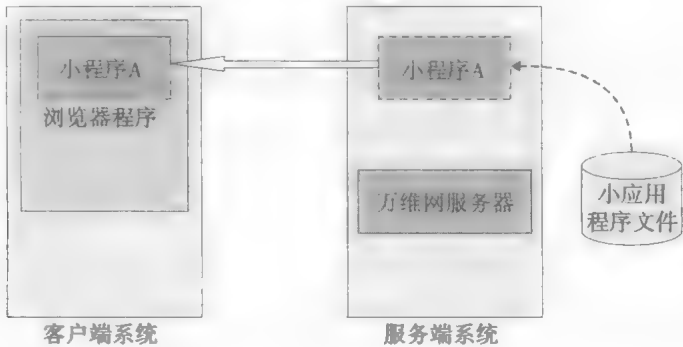 小程序A
浏览器程序
小程序A
万维网服务器
小应用
程序文件
客户端系统
服务端系统